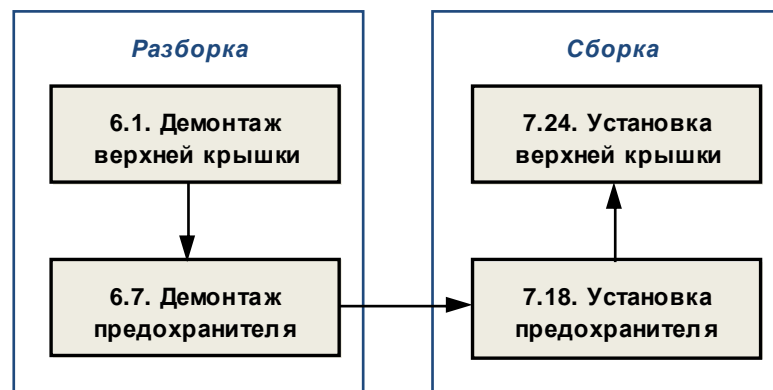 Разборка
6.1. Демонтаж
верхней крышки
6.7. Демонтаж
предохранителя
Сборка
7.24. Установка
верхней крышки
7.18. Установка
предохранителя